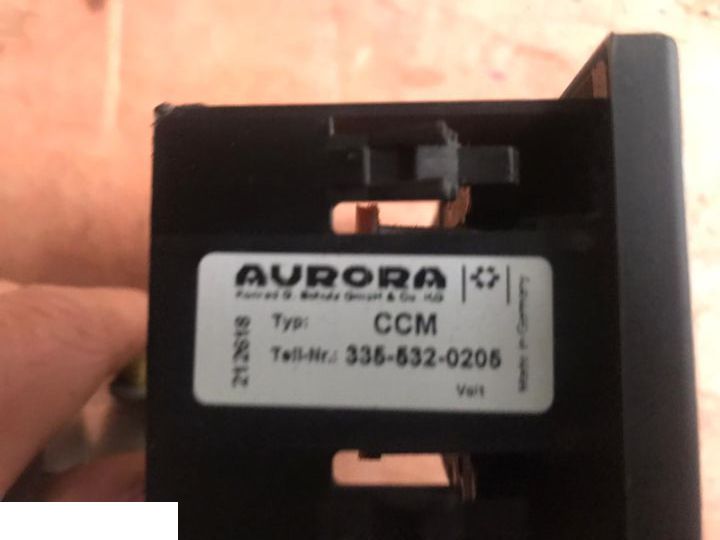 AURORA
Konrad G. Schulz GmbH & Co. KG
Typ: CCM
Teil-Nr.: 335-532-0205
Volt
212618
Made in Germany